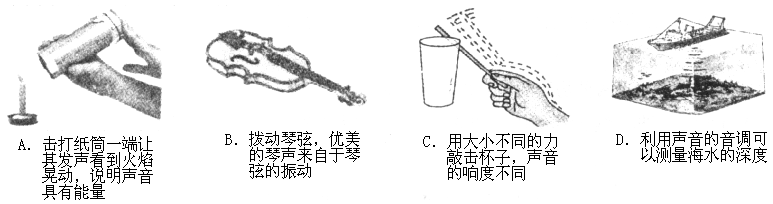 A. 击打纸筒一端让
其发声看到火焰
晃动，说明声音
具有能量
B. 拨动琴弦，优美
的琴声来自于琴
弦的振动
C. 用大小不同的力
敲击杯子，声音
的响度不同
D. 利用声音的音调可
以测量海水的深度